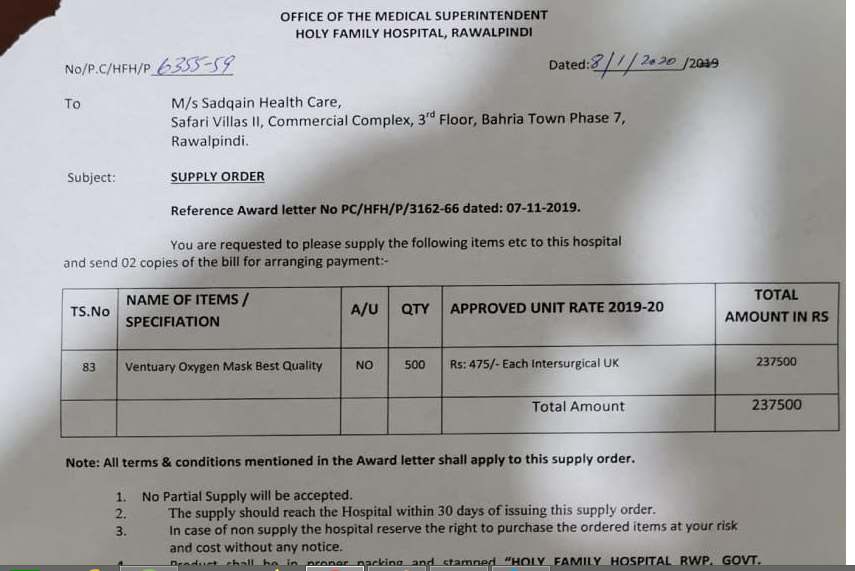 OFFICE OF THE MEDICAL SUPERINTENDENT
HOLY FAMILY HOSPITAL, RAWALPINDI
No/P.C/HFH/P 6355-59 Dated: 8/1/2020 /2019
To M/s Sadqain Health Care,
Safari Villas II, Commercial Complex, 3rd Floor, Bahria Town Phase 7,
Rawalpindi.
Subject: SUPPLY ORDER
Reference Award letter No PC/HFH/P/3162-66 dated: 07-11-2019.
You are requested to please supply the following items etc to this hospital
and send 02 copies of the bill for arranging payment:-
TS.No NAME OF ITEMS / SPECIFIATION A/U QTY APPROVED UNIT RATE 2019-20 TOTAL AMOUNT IN RS
83 Ventuary Oxygen Mask Best Quality NO 500 Rs: 475/- Each Intersurgical UK 237500
Total Amount 237500
Note: All terms & conditions mentioned in the Award letter shall apply to this supply order.
1. No Partial Supply will be accepted.
2. The supply should reach the Hospital within 30 days of issuing this supply order.
3. In case of non supply the hospital reserve the right to purchase the ordered items at your risk
and cost without any notice.
4. Product shall be in proper packing and stamped "HOLY FAMILY HOSPITAL RWP. GOVT.